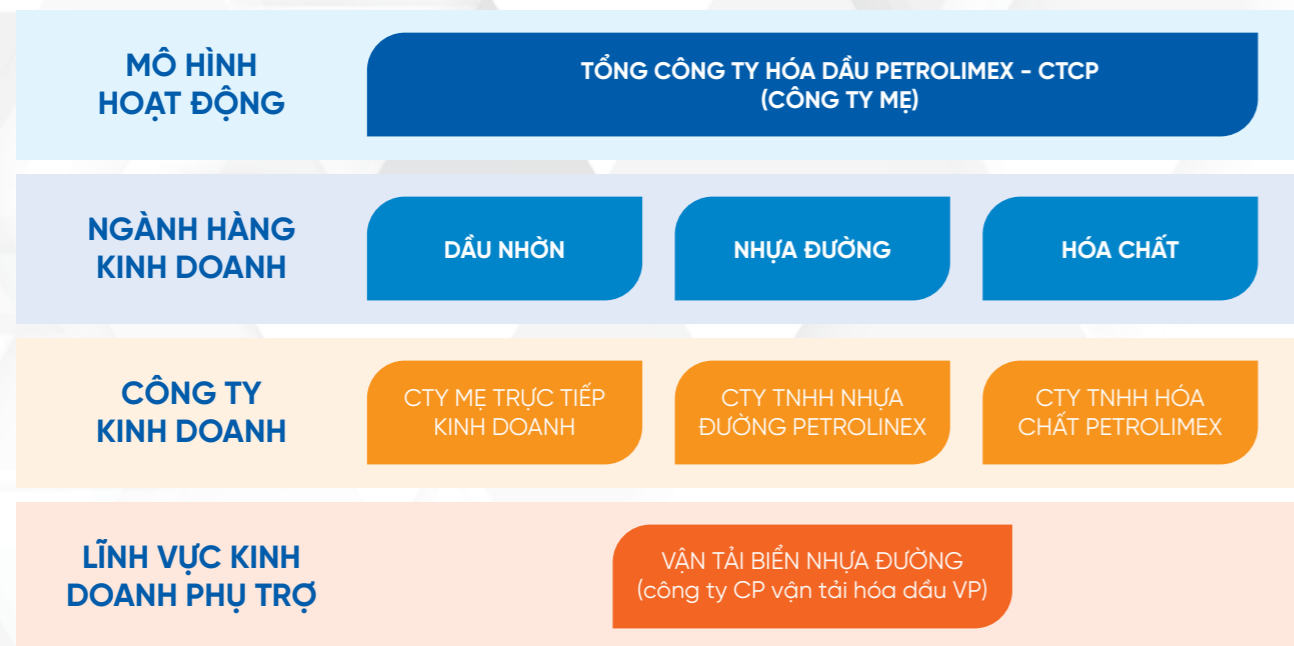 MÔ HÌNH
HOẠT ĐỘNG
TỔNG CÔNG TY HÓA DẦU PETROLIMEX - CTCP
(CÔNG TY MẸ)
NGÀNH HÀNG
KINH DOANH
DẦU NHỜN
NHỰA ĐƯỜNG
HÓA CHẤT
CÔNG TY
KINH DOANH
CTY MẸ TRỰC TIẾP
KINH DOANH
CTY TNHH NHỰA
ĐƯỜNG PETROLINEX
CTY TNHH HÓA
CHẤT PETROLIMEX
LĨNH VỰC KINH
DOANH PHỤ TRỢ
VẬN TẢI BIỂN NHỰA ĐƯỜNG
(công ty CP vận tải hóa dầu VP)